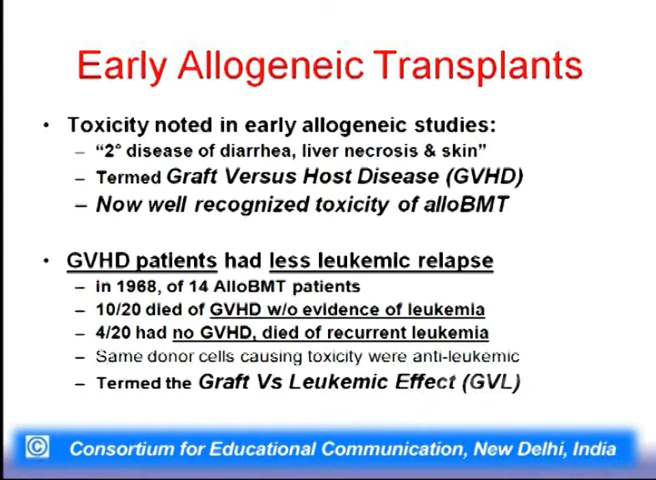 Early Allogeneic Transplants
• Toxicity noted in early allogeneic studies:
– “2° disease of diarrhea, liver necrosis & skin”
– Termed Graft Versus Host Disease (GVHD)
– Now well recognized toxicity of alloBMT
• GVHD patients had less leukemic relapse
– in 1968, of 14 AlloBMT patients
– 10/20 died of GVHD w/o evidence of leukemia
– 4/20 had no GVHD, died of recurrent leukemia
– Same donor cells causing toxicity were anti-leukemic
– Termed the Graft Vs Leukemic Effect (GVL)
© Consortium for Educational Communication, New Delhi, India